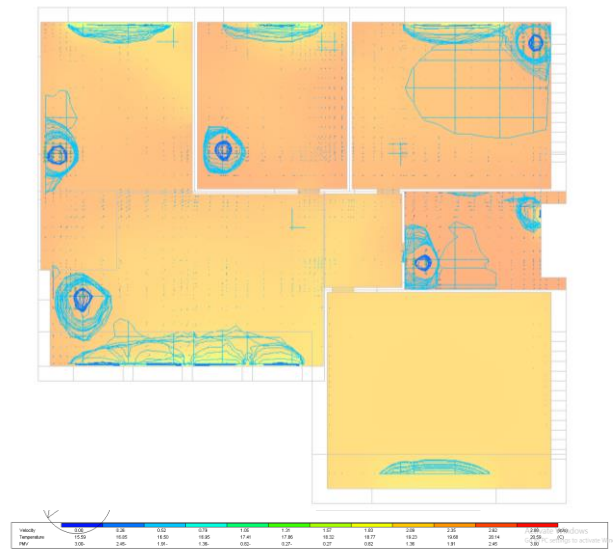 Velocity 0.00 0.26 0.52 0.78 1.05 1.31 1.57 1.83 2.09 2.35 2.62 2.88 (m/s)
Temperature 15.59 16.05 16.50 16.95 17.41 17.86 18.32 18.77 19.23 19.68 20.14 20.59 (C)
PMV 3.00- 2.45- 1.91- 1.36- 0.82- 0.27- 0.27 0.82 1.36 1.91 2.45 3.00